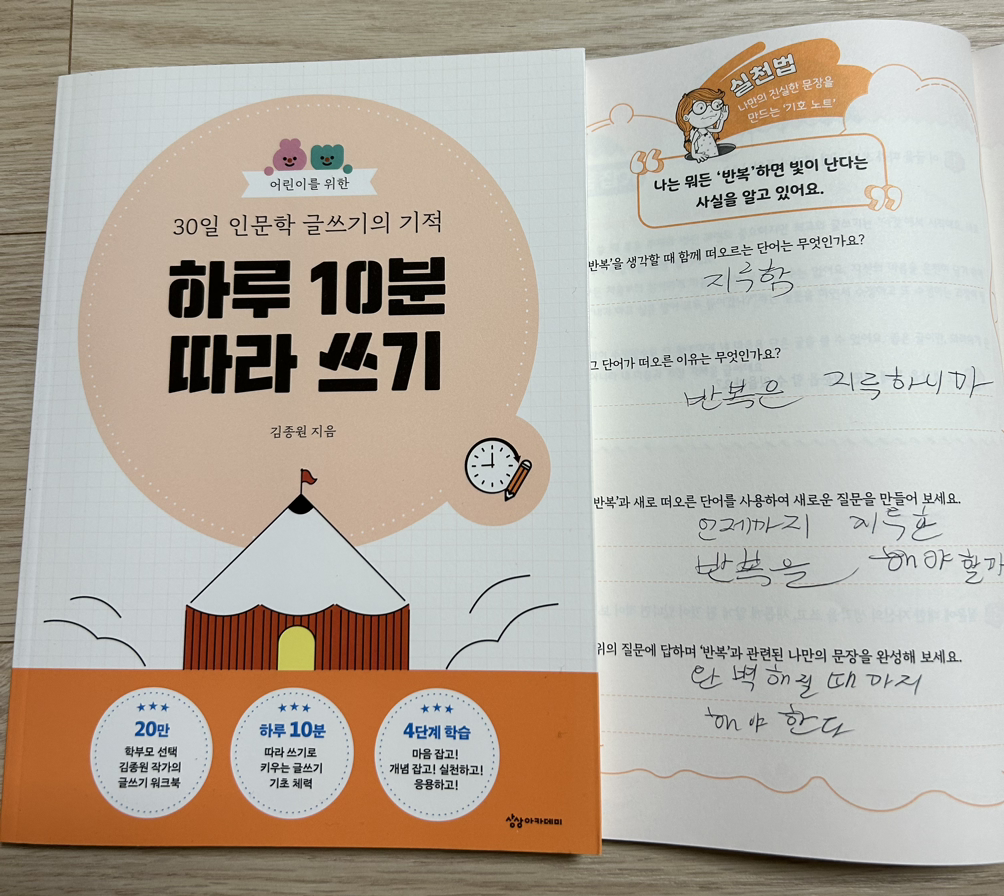 어린이를 위한
30일 인문학 글쓰기의 기적
하루 10분
따라 쓰기
김종원 지음
20만
학부모 선택
김종원 작가의
글쓰기 워크북
하루 10분
따라 쓰기로
키우는 글쓰기
기초 체력
4단계 학습
마음 잡고!
개념 잡고! 실천하고!
응용하고!
상상아카데미
실천법
나만의 진실한 문장을
만드는 '기호 노트'
나는 뭐든 '반복'하면 빛이 난다는
사실을 알고 있어요.
반복'을 생각할 때 함께 떠오르는 단어는 무엇인가요?
지루함
그 단어가 떠오른 이유는 무엇인가요?
반복은 지루하니까
반복'과 새로 떠오른 단어를 사용하여 새로운 질문을 만들어 보세요.
언제까지 지루한
반복을 해야 할까
위의 질문에 답하며 '반복'과 관련된 나만의 문장을 완성해 보세요.
완벽해질 때까지
해야 한다